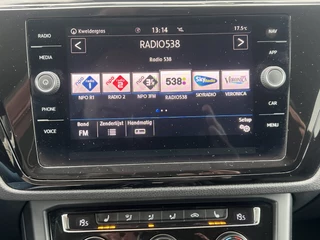 Kweldergros 13:14 17.5°C
RADIO NAV
RADIO538
< >
MEDIA APP
Radio 538
538
PHONE CAR
NPO R1 RADIO 2 NPO 3FM RADIO538 SKYRADIO VERONICA
VOICE MENU
Band Zenderlijst Handmatig Setup
FM